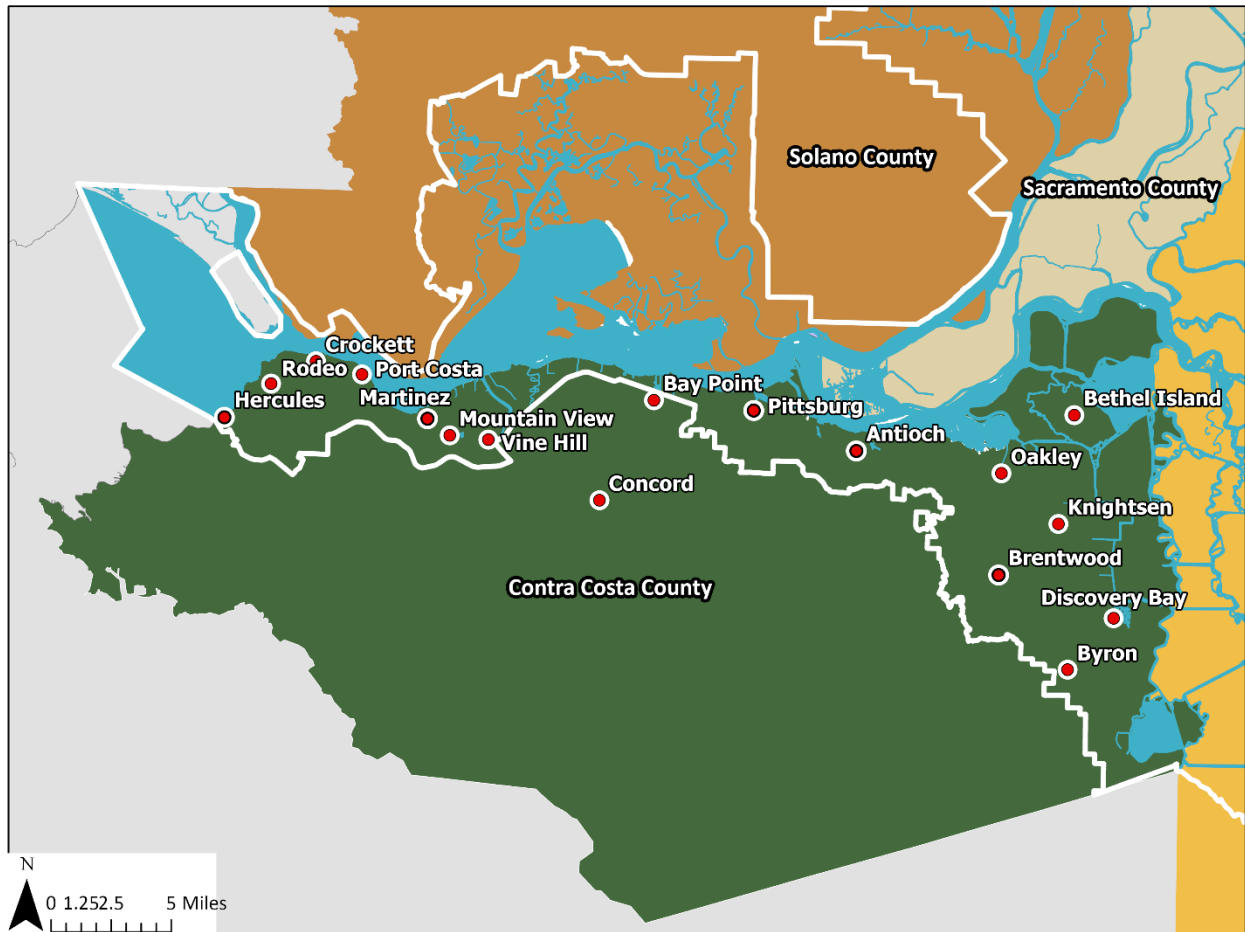 Solano County
Sacramento County
Crockett
Rodeo
Port Costa
Hercules
Martinez
Mountain View
Vine Hill
Bay Point
Pittsburg
Bethel Island
Antioch
Oakley
Concord
Knightsen
Brentwood
Contra Costa County
Discovery Bay
Byron
N
0 1.252.5 5 Miles